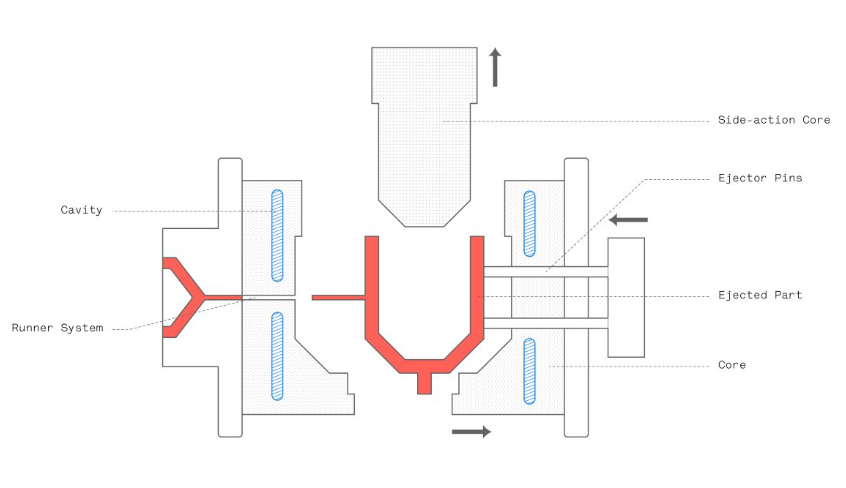 Side-action Core
Ejector Pins
Cavity
Ejected Part
Runner System
Core